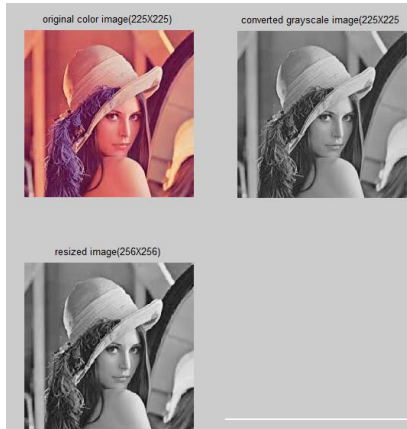 original color image(225X225)
converted grayscale image(225X225
resized image(256X256)